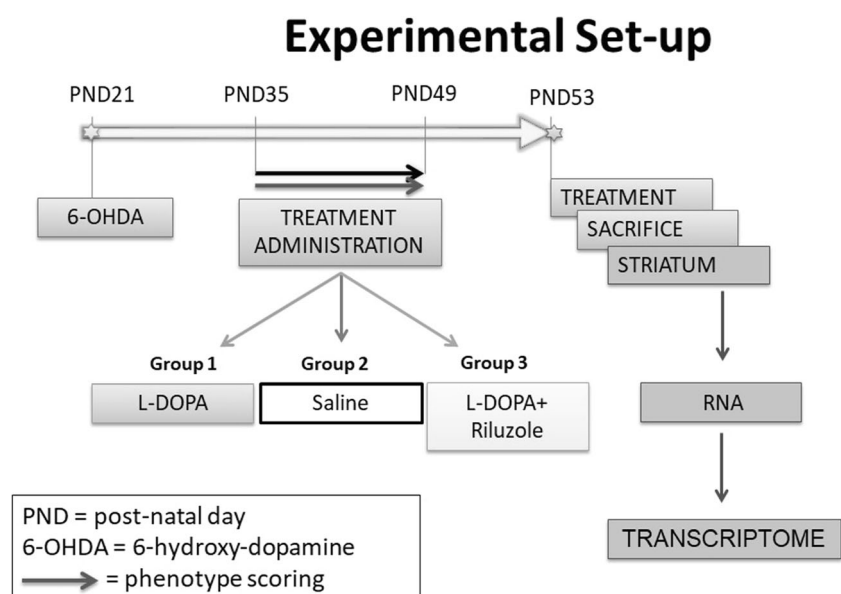 Experimental Set-up
PND21
PND35
PND49
PND53
6-OHDA
TREATMENT
ADMINISTRATION
TREATMENT
SACRIFICE
STRIATUM
Group 1
Group 2
Group 3
L-DOPA
Saline
L-DOPA+
Riluzole
RNA
TRANSCRIPTOME
PND = post-natal day
6-OHDA = 6-hydroxy-dopamine
= phenotype scoring